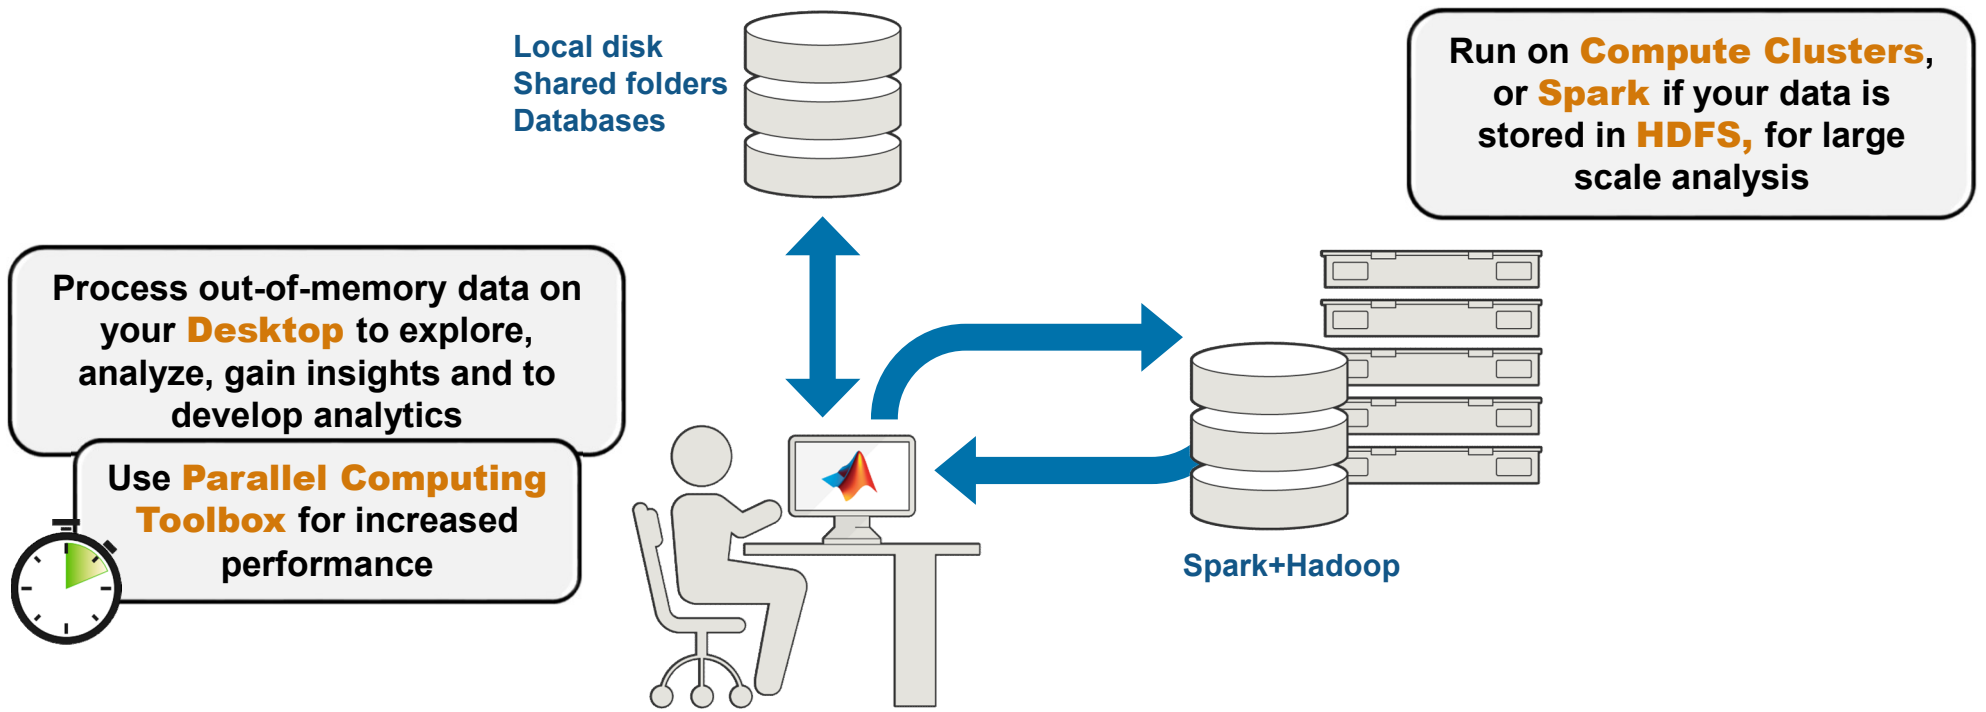 Local disk
Shared folders
Databases
Run on Compute Clusters,
or Spark if your data is
stored in HDFS, for large
scale analysis
Process out-of-memory data on
your Desktop to explore,
analyze, gain insights and to
develop analytics
Use Parallel Computing
Toolbox for increased
performance
Spark+Hadoop